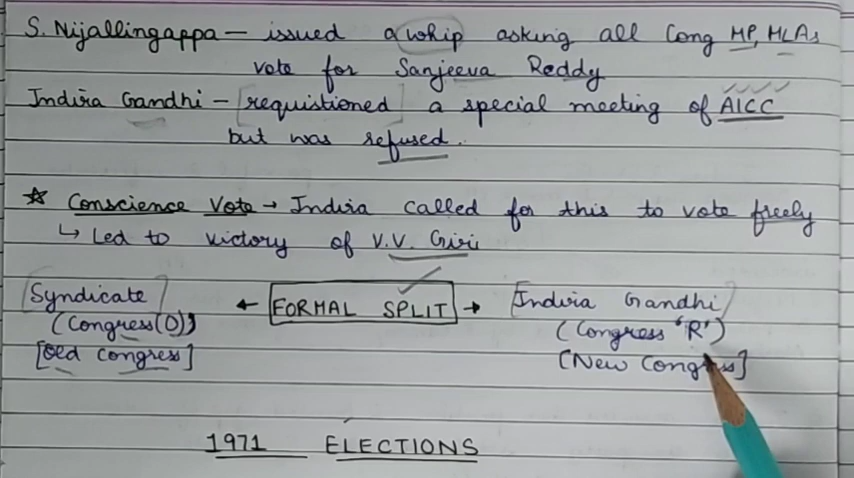 S. Nijallingappa — issued a whip asking all Cong MP, MLAs
vote for Sanjeeva Reddy
Indira Gandhi — [requistioned] a special meeting of AICC
but was refused.
☆ Conscience Vote → Indira called for this to vote freely
↳ Led to victory of V.V. Giri
[Syndicate] ← FORMAL SPLIT → [Indira Gandhi]
(Congress(O)) (Congress 'R')
[Old Congress] [New Congress]
1971 ELECTIONS